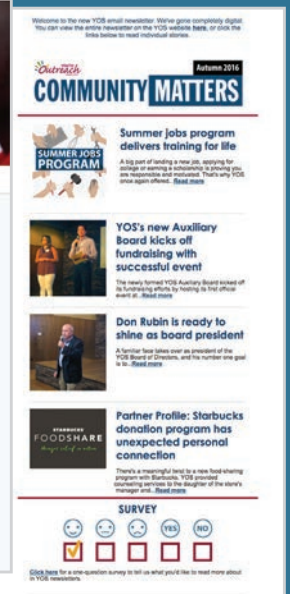 Welcome to the new YOS email newsletter. We've gone completely digital.
You can view the entire newsletter on the YOS website here, or click the
links below to read individual stories.
Outreach
Autumn 2016
COMMUNITY MATTERS
SUMMER JOBS
PROGRAM
Summer jobs program
delivers training for life
A big part of landing a new job, applying for
college or earning a scholarship is proving you
are responsible and motivated. That's why YOS
once again offered...Read more
YOS's new Auxiliary
Board kicks off
fundraising with
successful event
The newly formed YOS Auxiliary Board kicked off
its fundraising efforts by hosting its first official
event at...Read more
Don Rubin is ready to
shine as board president
A familiar face takes over as president of the
YOS Board of Directors, and his number one goal
is to...Read more
STARBUCKS
FOODSHARE
Partner Profile: Starbucks
donation program has
unexpected personal
connection
There's a meaningful twist to a new food-sharing
program with Starbucks. YOS provided
counseling services to the daughter of the store's
manager and...Read more
SURVEY
YES
NO
Click here for a one-question survey to tell us what you'd like to read more about
in YOS newsletters.